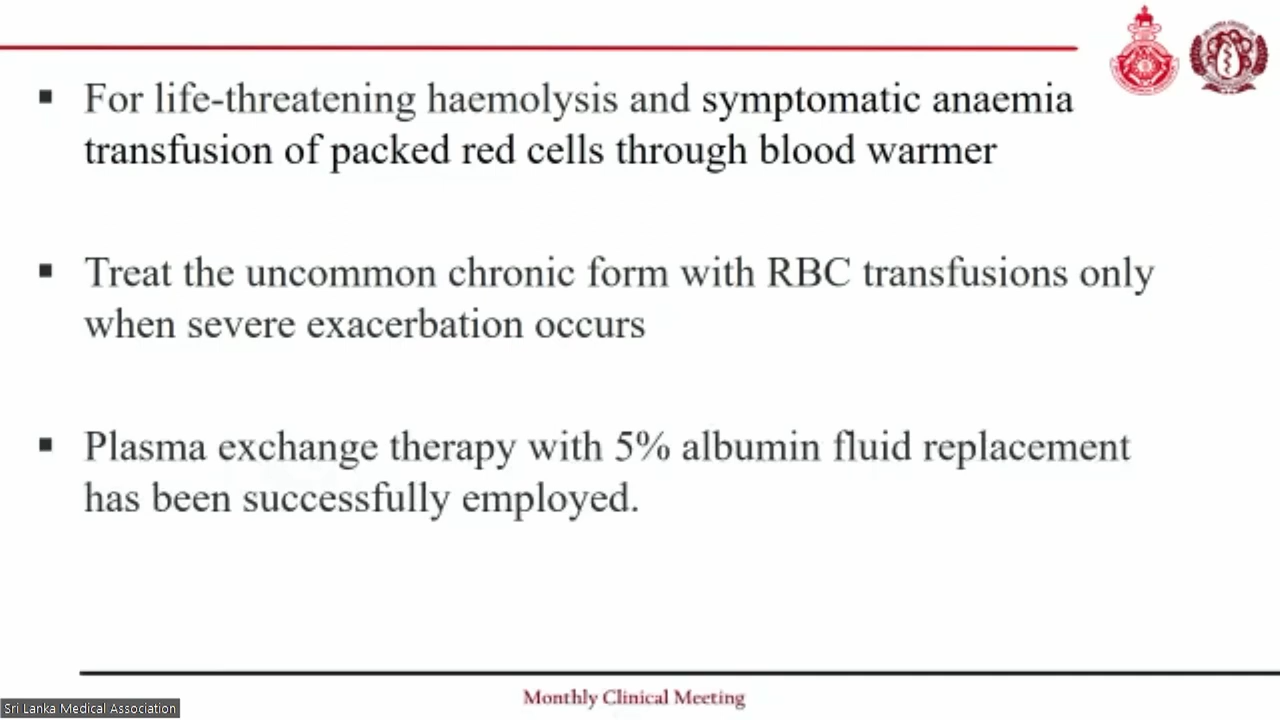 ▪ For life-threatening haemolysis and symptomatic anaemia
transfusion of packed red cells through blood warmer
▪ Treat the uncommon chronic form with RBC transfusions only
when severe exacerbation occurs
▪ Plasma exchange therapy with 5% albumin fluid replacement
has been successfully employed.
Monthly Clinical Meeting
Sri Lanka Medical Association